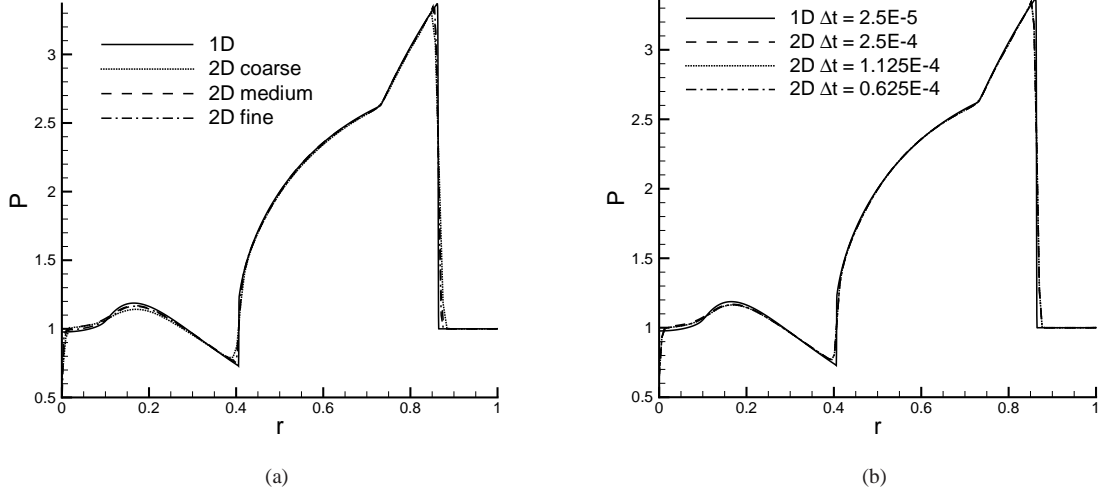 1D
2D coarse
2D medium
2D fine
P
3
2.5
2
1.5
1
0.5
0
0.2
0.4
0.6
0.8
1
r
(a)
1D Δt = 2.5E-5
2D Δt = 2.5E-4
2D Δt = 1.125E-4
2D Δt = 0.625E-4
P
3
2.5
2
1.5
1
0.5
0
0.2
0.4
0.6
0.8
1
r
(b)